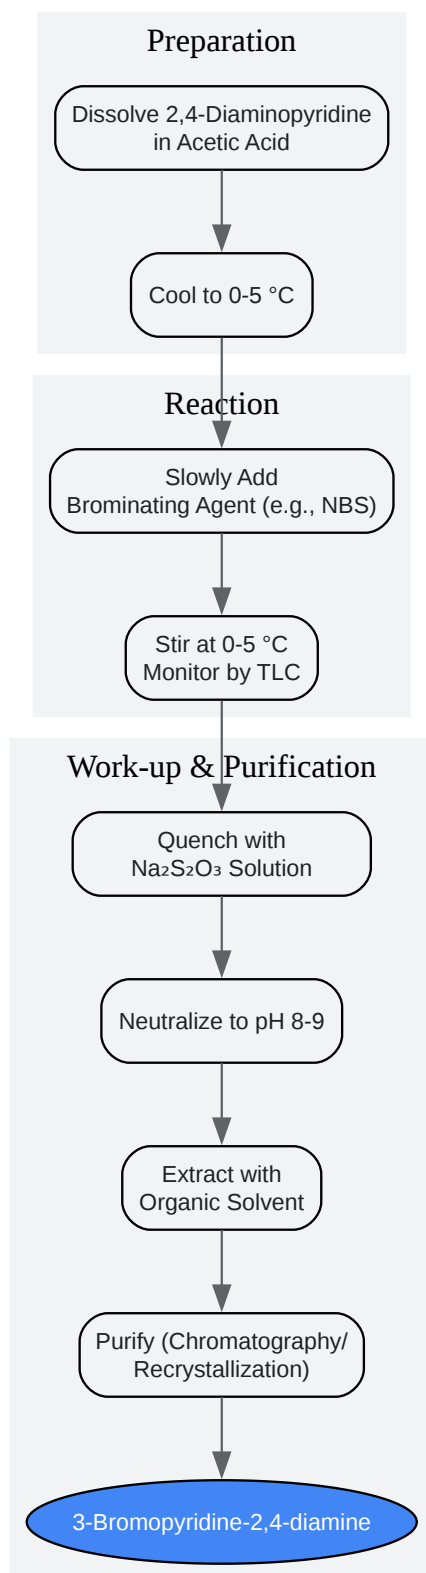 Preparation
Dissolve 2,4-Diaminopyridine
in Acetic Acid
Cool to 0-5 °C
Reaction
Slowly Add
Brominating Agent (e.g., NBS)
Stir at 0-5 °C
Monitor by TLC
Work-up & Purification
Quench with
Na₂S₂O₃ Solution
Neutralize to pH 8-9
Extract with
Organic Solvent
Purify (Chromatography/
Recrystallization)
3-Bromopyridine-2,4-diamine